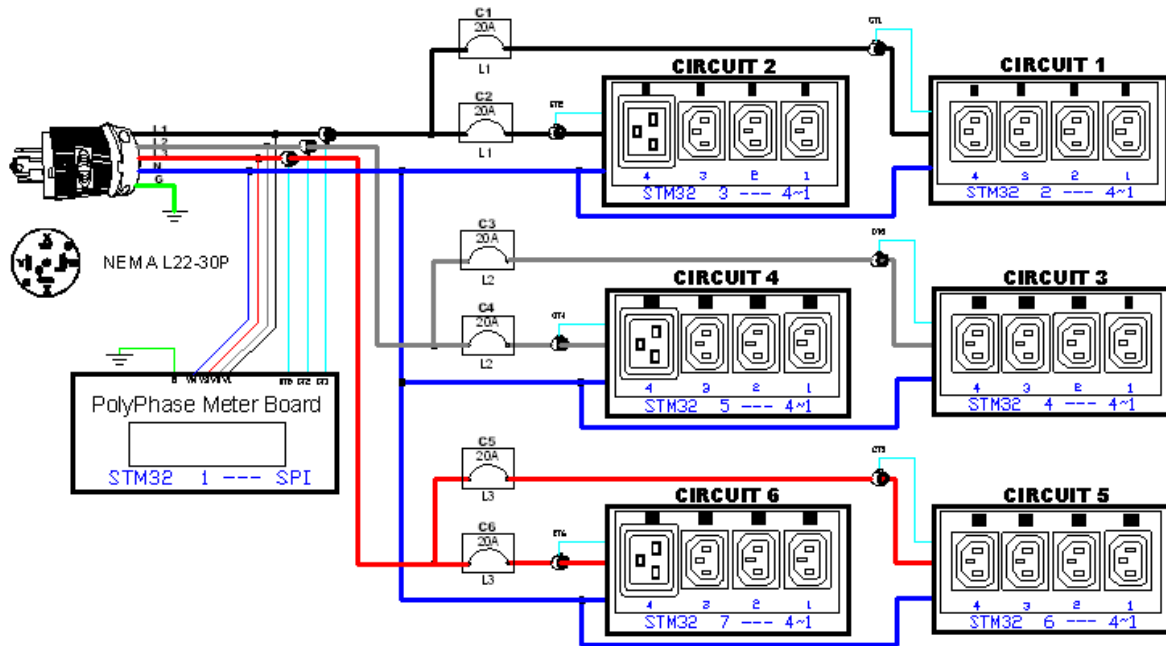 C1
20A
L1
CT1
CIRCUIT 2
CIRCUIT 1
C2
20A
L1
4 3 2 1
STM32 3 --- 4~1
4 3 2 1
STM32 2 --- 4~1
L1
L2
N
G
NEMA L22-30P
C3
20A
L2
CIRCUIT 4
CIRCUIT 3
C4
20A
L2
CT4
4 3 2 1
STM32 5 --- 4~1
4 3 2 1
STM32 4 --- 4~1
CT2 CT3
PolyPhase Meter Board
STM32 1 --- SPI
C5
20A
L3
CIRCUIT 6
CIRCUIT 5
C6
20A
L3
4 3 2 1
STM32 7 --- 4~1
4 3 2 1
STM32 6 --- 4~1